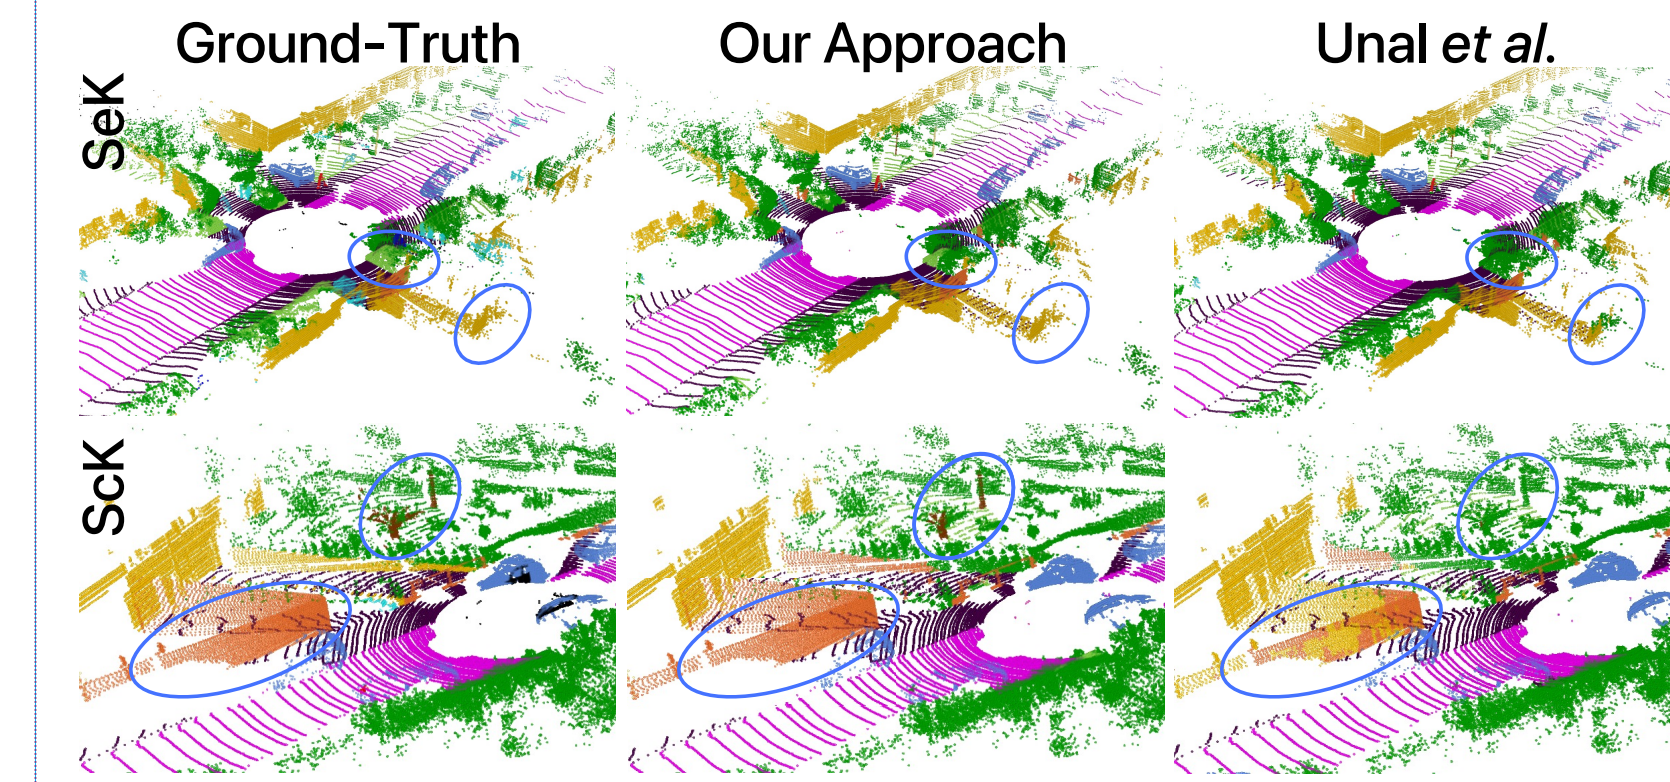 Ground-Truth
Our Approach
Unal et al.
SeK
ScK